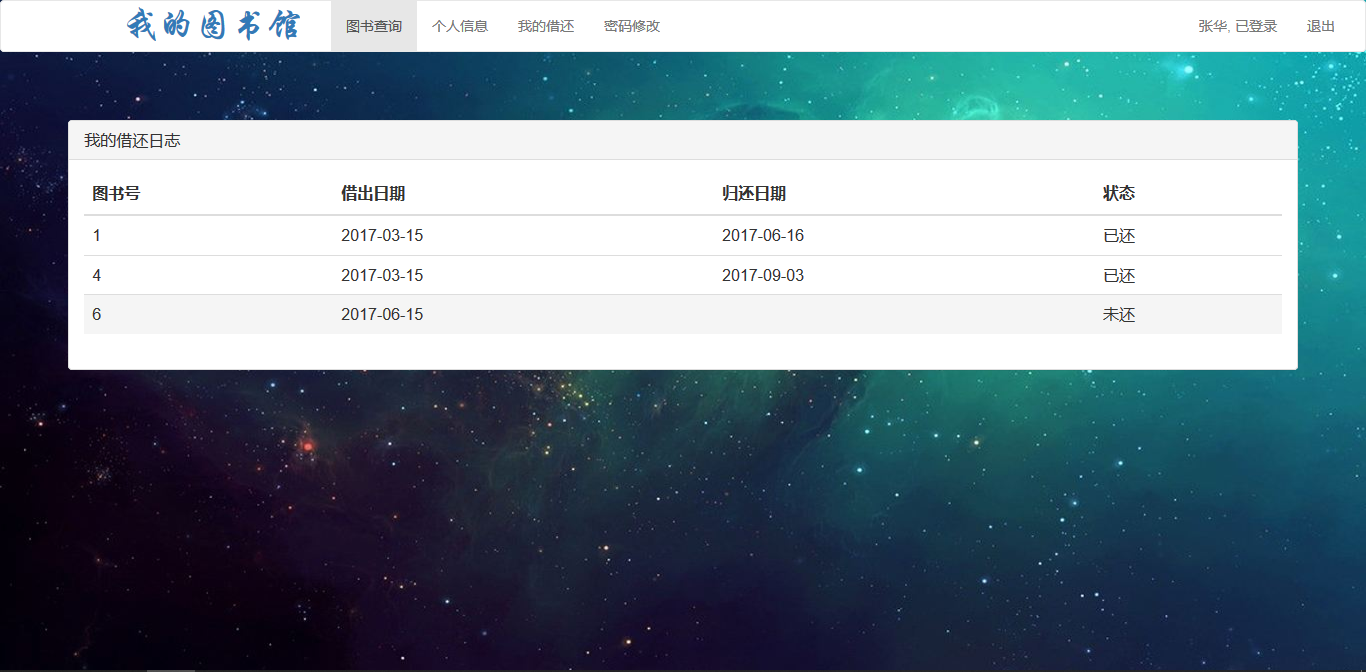 我的图书馆 图书查询 个人信息 我的借还 密码修改 张华, 已登录 退出
我的借还日志
图书号 借出日期 归还日期 状态
1 2017-03-15 2017-06-16 已还
4 2017-03-15 2017-09-03 已还
6 2017-06-15 未还